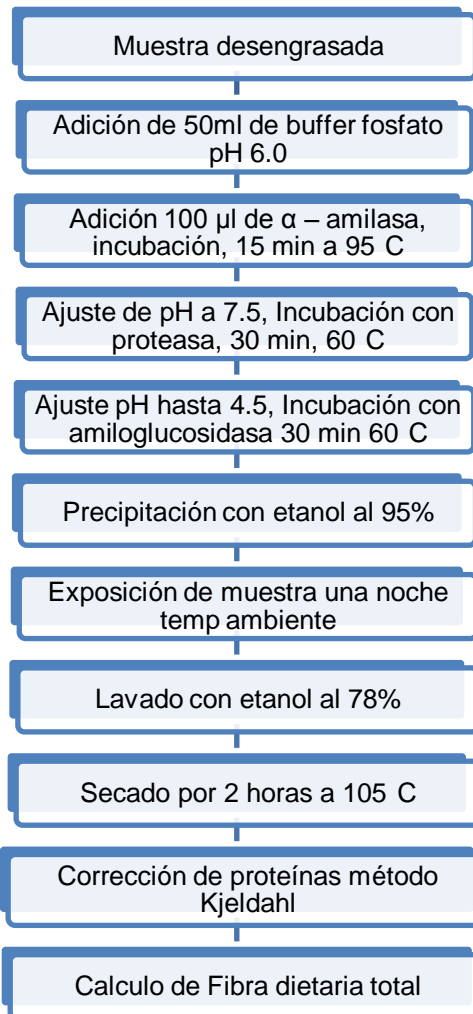 Muestra desengrasada
Adición de 50ml de buffer fosfato
pH 6.0
Adición 100 µl de α – amilasa,
incubación, 15 min a 95 C
Ajuste de pH a 7.5, Incubación con
proteasa, 30 min, 60 C
Ajuste pH hasta 4.5, Incubación con
amiloglucosidasa 30 min 60 C
Precipitación con etanol al 95%
Exposición de muestra una noche
temp ambiente
Lavado con etanol al 78%
Secado por 2 horas a 105 C
Corrección de proteínas método
Kjeldahl
Calculo de Fibra dietaria total